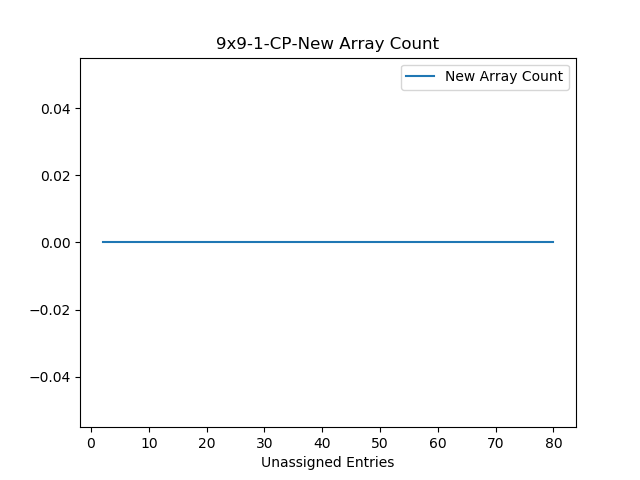 9x9-1-CP-New Array Count
New Array Count
0.04
0.02
0.00
−0.02
−0.04
0 10 20 30 40 50 60 70 80
Unassigned Entries